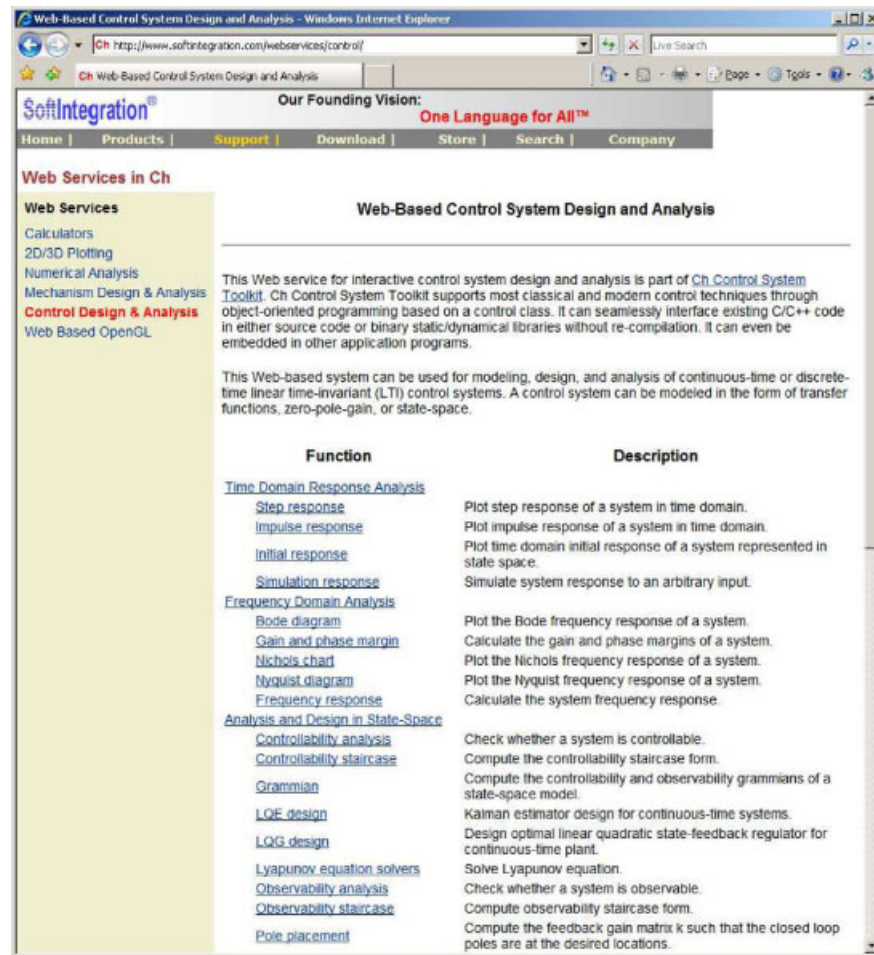 Web-Based Control System Design and Analysis - Windows Internet Explorer
Ch http://www.softintegration.com/webservices/control/
Live Search
Ch Web-Based Control System Design and Analysis
Page
Tools
SoftIntegration®
Our Founding Vision:
One Language for All™
Home | Products | Support | Download | Store | Search | Company
Web Services in Ch
Web Services
Calculators
2D/3D Plotting
Numerical Analysis
Mechanism Design & Analysis
Control Design & Analysis
Web Based OpenGL
Web-Based Control System Design and Analysis
This Web service for interactive control system design and analysis is part of Ch Control System
Toolkit. Ch Control System Toolkit supports most classical and modern control techniques through
object-oriented programming based on a control class. It can seamlessly interface existing C/C++ code
in either source code or binary static/dynamical libraries without re-compilation. It can even be
embedded in other application programs.
This Web-based system can be used for modeling, design, and analysis of continuous-time or discrete-
time linear time-invariant (LTI) control systems. A control system can be modeled in the form of transfer
functions, zero-pole-gain, or state-space.
Function Description
Time Domain Response Analysis
Step response Plot step response of a system in time domain.
Impulse response Plot impulse response of a system in time domain.
Initial response Plot time domain initial response of a system represented in
state space.
Simulation response Simulate system response to an arbitrary input.
Frequency Domain Analysis
Bode diagram Plot the Bode frequency response of a system.
Gain and phase margin Calculate the gain and phase margins of a system.
Nichols chart Plot the Nichols frequency response of a system.
Nyquist diagram Plot the Nyquist frequency response of a system.
Frequency response Calculate the system frequency response.
Analysis and Design in State-Space
Controllability analysis Check whether a system is controllable.
Controllability staircase Compute the controllability staircase form.
Grammian Compute the controllability and observability grammians of a
state-space model.
LQE design Kalman estimator design for continuous-time systems.
LQG design Design optimal linear quadratic state-feedback regulator for
continuous-time plant.
Lyapunov equation solvers Solve Lyapunov equation.
Observability analysis Check whether a system is observable.
Observability staircase Compute observability staircase form.
Pole placement Compute the feedback gain matrix k such that the closed loop
poles are at the desired locations.